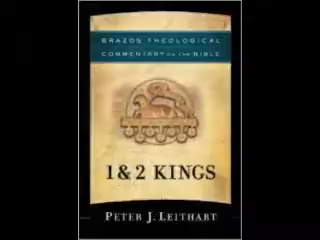 BRAZOS THEOLOGICAL
COMMENTARY ON THE BIBLE
1 & 2 KINGS
PETER J. LEITHART